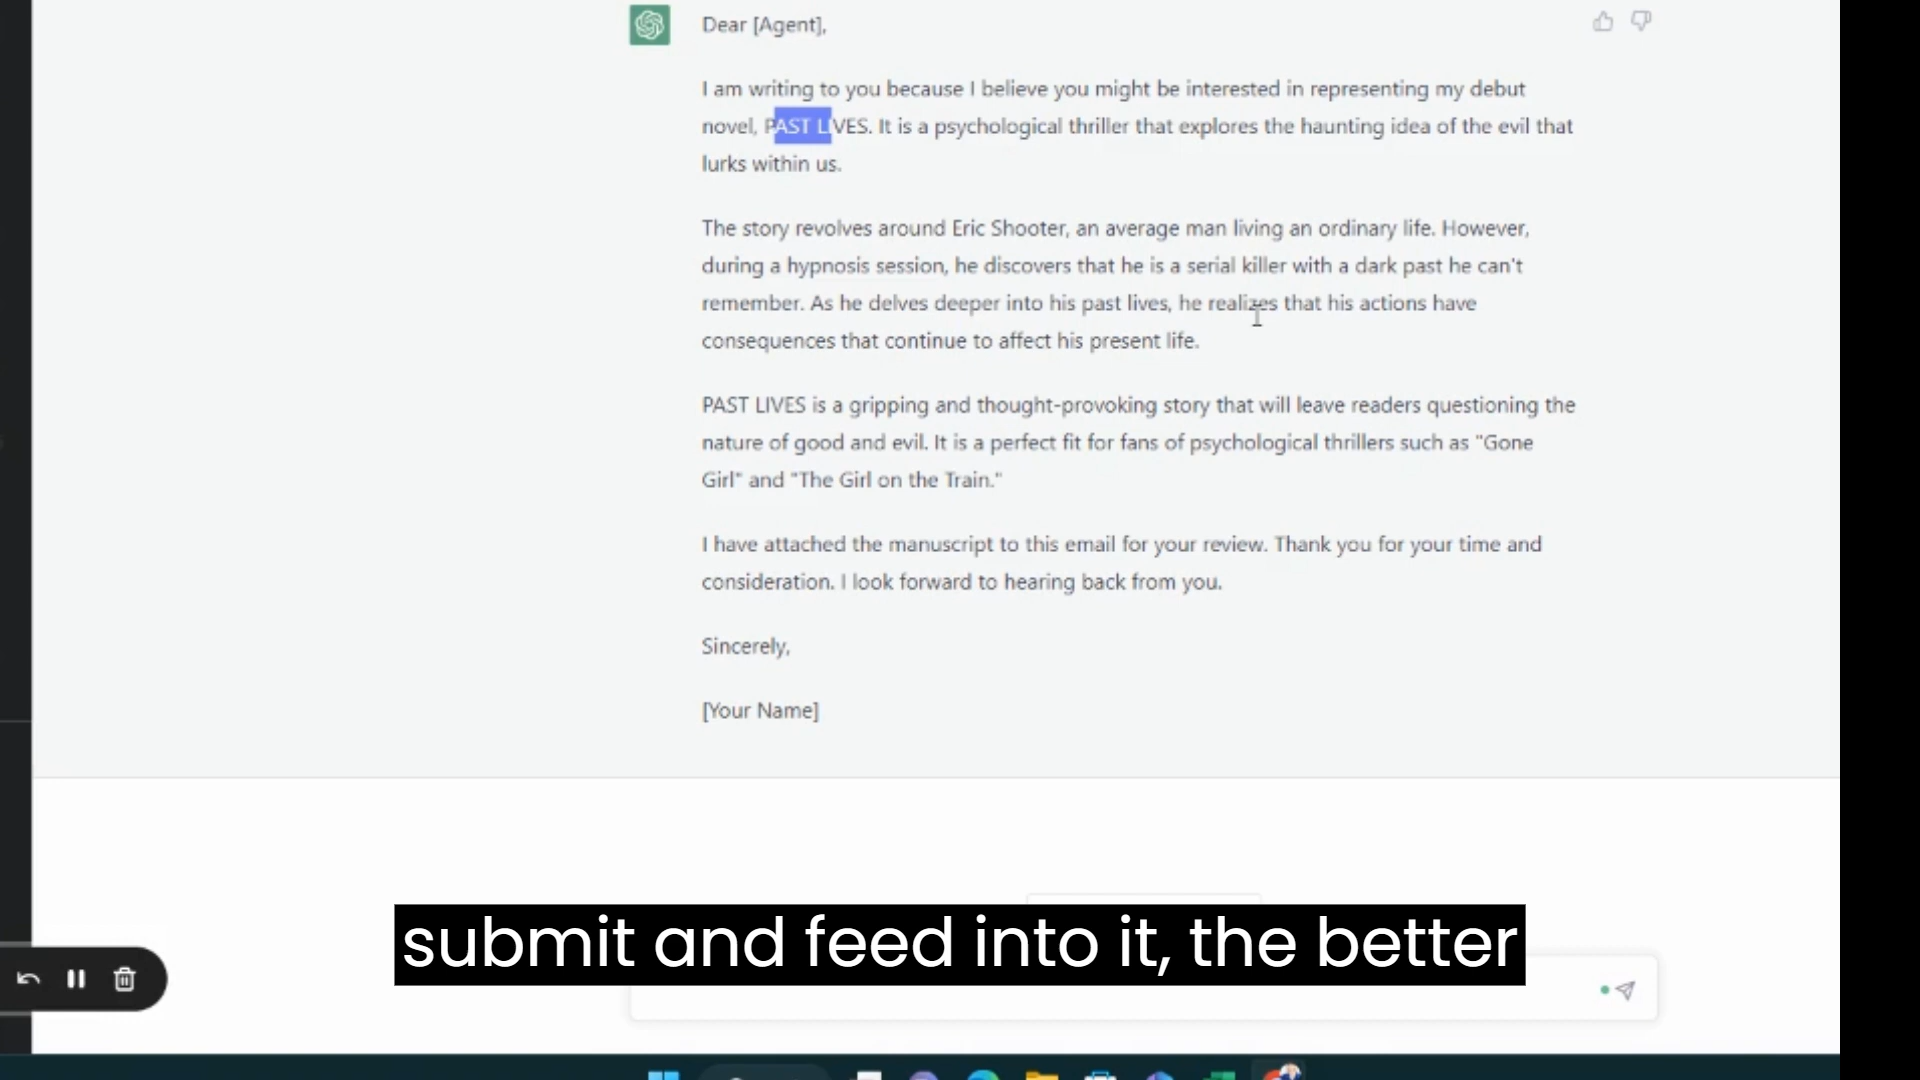 Dear [Agent],
I am writing to you because I believe you might be interested in representing my debut
novel, PAST LIVES. It is a psychological thriller that explores the haunting idea of the evil that
lurks within us.
The story revolves around Eric Shooter, an average man living an ordinary life. However,
during a hypnosis session, he discovers that he is a serial killer with a dark past he can't
remember. As he delves deeper into his past lives, he realizes that his actions have
consequences that continue to affect his present life.
PAST LIVES is a gripping and thought-provoking story that will leave readers questioning the
nature of good and evil. It is a perfect fit for fans of psychological thrillers such as "Gone
Girl" and "The Girl on the Train."
I have attached the manuscript to this email for your review. Thank you for your time and
consideration. I look forward to hearing back from you.
Sincerely,
[Your Name]
submit and feed into it, the better